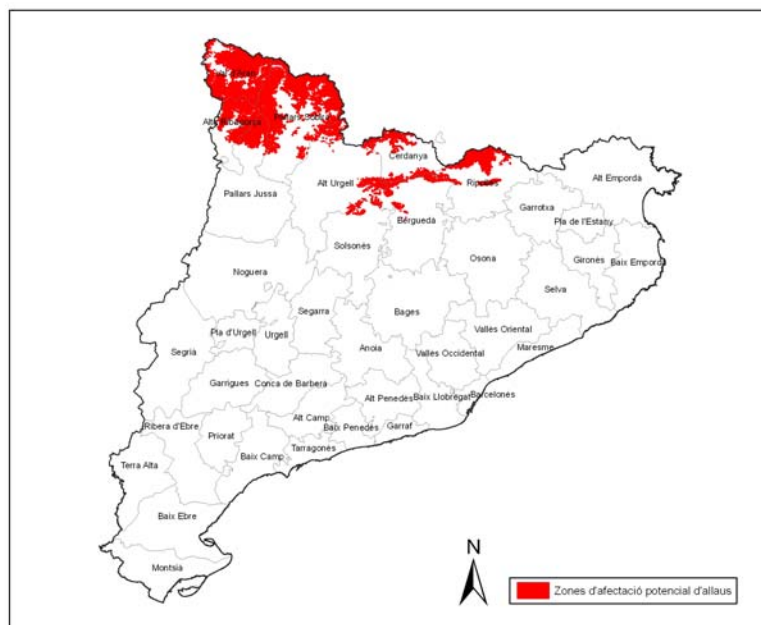 Cerdanya
Alt Urgell
Ripollès
Alt Empordà
Pallars Jussà
Garrotxa
Pla de l'Estany
Berguedà
Solsonès
Osona
Gironès
Baix Empordà
Noguera
Selva
Segarra
Bages
Pla d'Urgell
Urgell
Vallès Oriental
Segrià
Anoia
Vallès Occidental
Maresme
Garrigues
Conca de Barberà
Alt Penedès
Baix Llobregat
Barcelonès
Ribera d'Ebre
Alt Camp
Priorat
Baix Penedès
Garraf
Baix Camp
Tarragonès
Terra Alta
Baix Ebre
Montsià
N
Zones d'afectació potencial d'allaus